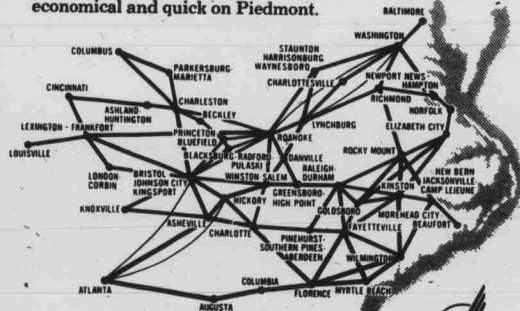 economical and quick on Piedmont.
BALTIMORE
WASHINGTON
COLUMBUS
PARKERSBURG-
MARIETTA
STAUNTON
HARRISONBURG
WAYNESBORO
CHARLOTTESVILLE
NEWPORT NEWS-
HAMPTON
RICHMOND
NORFOLK
CINCINNATI
CHARLESTON
ASHLAND-
HUNTINGTON
BECKLEY
LYNCHBURG
ELIZABETH CITY
LEXINGTON - FRANKFORT
PRINCETON
BLUEFIELD
ROANOKE
LOUISVILLE
BLACKSBURG-RADFORD-
PULASKI
DANVILLE
ROCKY MOUNT
LONDON-
CORBIN
BRISTOL
JOHNSON CITY
KINGSPORT
WINSTON SALEM
RALEIGH-
DURHAM
GREENSBORO-
HIGH POINT
KINSTON
NEW BERN
JACKSONVILLE
CAMP LEJEUNE
KNOXVILLE
HICKORY
GOLDSBORO
MOREHEAD CITY-
BEAUFORT
ASHEVILLE
CHARLOTTE
FAYETTEVILLE
PINEHURST-
SOUTHERN PINES-
ABERDEEN
WILMINGTON
ATLANTA
COLUMBIA
FLORENCE
MYRTLE BEACH
AUGUSTA